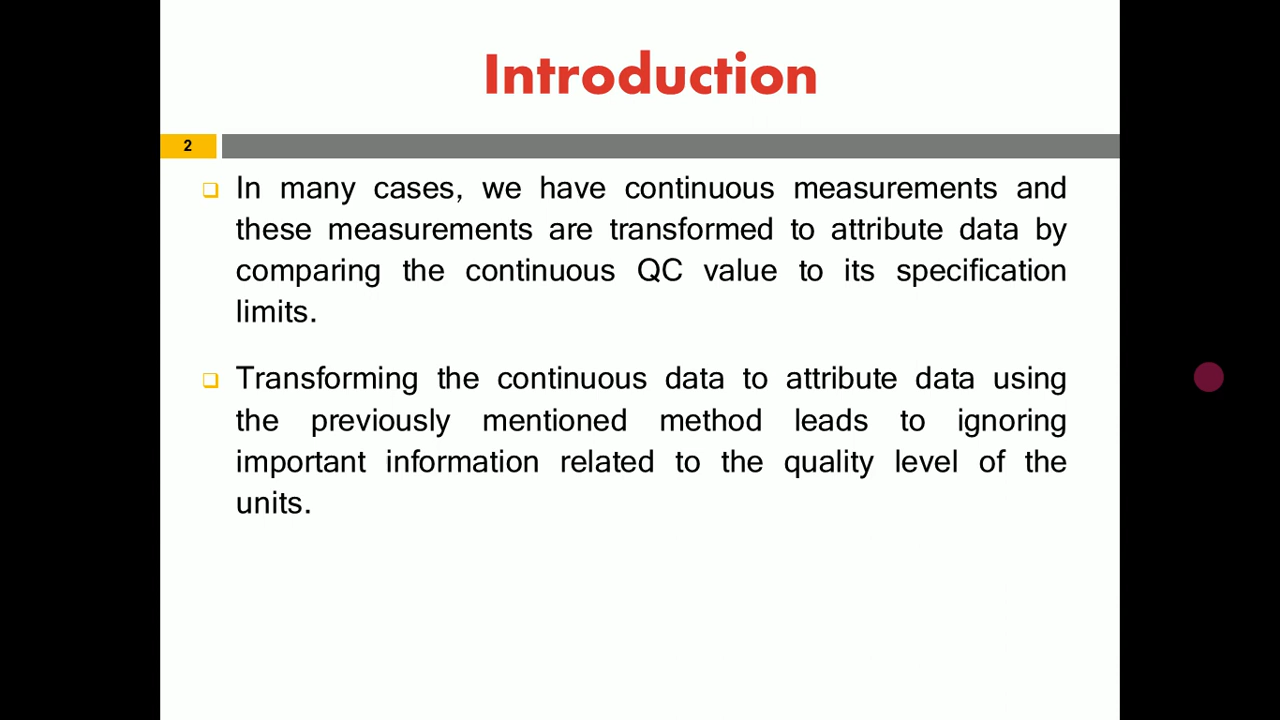 Introduction
2
In many cases, we have continuous measurements and
these measurements are transformed to attribute data by
comparing the continuous QC value to its specification
limits.
Transforming the continuous data to attribute data using
the previously mentioned method leads to ignoring
important information related to the quality level of the
units.